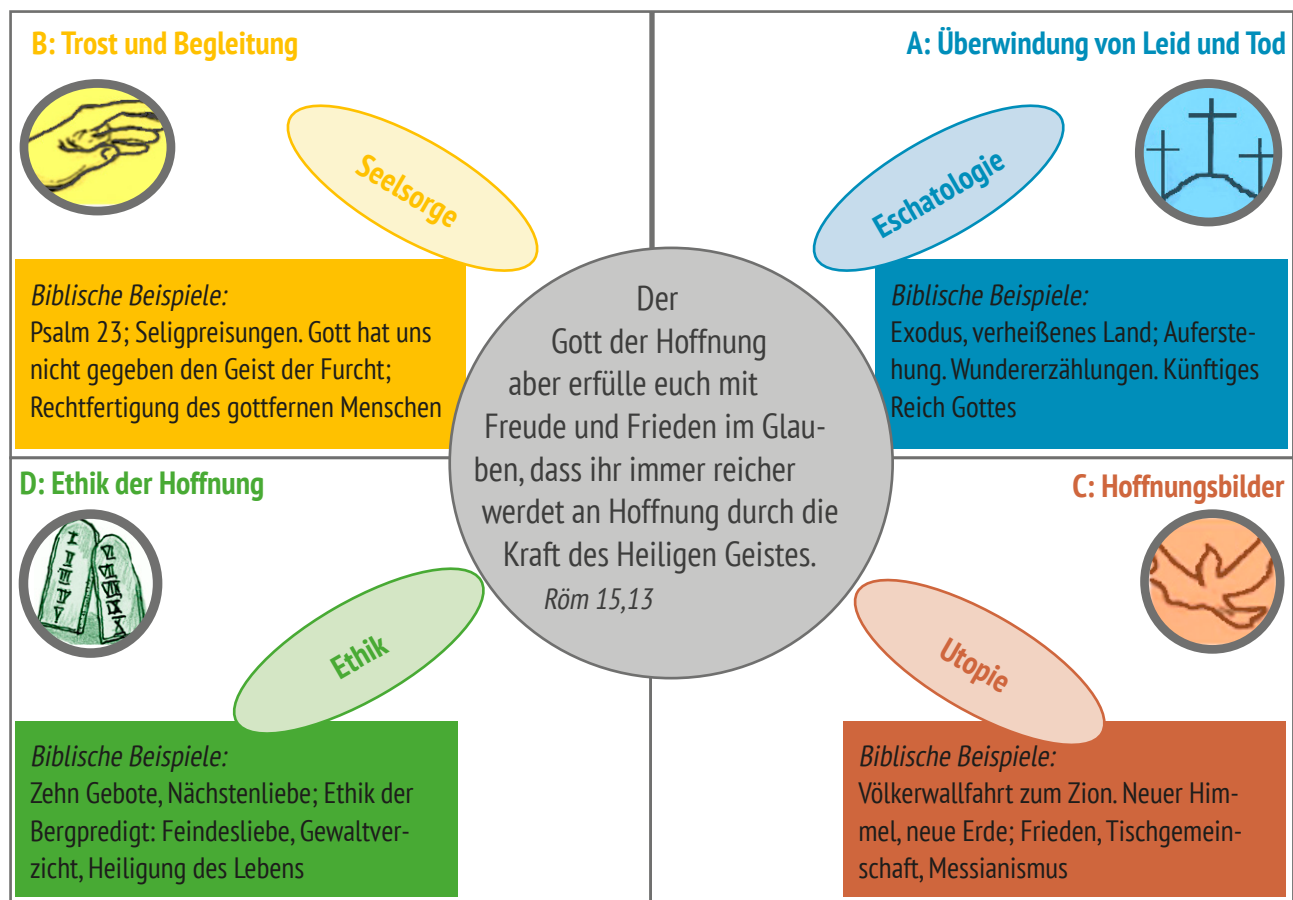 B: Trost und Begleitung
Seelsorge
Biblische Beispiele:
Psalm 23; Seligpreisungen. Gott hat uns
nicht gegeben den Geist der Furcht;
Rechtfertigung des gottfernen Menschen
A: Überwindung von Leid und Tod
Eschatologie
Biblische Beispiele:
Exodus, verheißenes Land; Auferste-
hung. Wundererzählungen. Künftiges
Reich Gottes
Der
Gott der Hoffnung
aber erfülle euch mit
Freude und Frieden im Glau-
ben, dass ihr immer reicher
werdet an Hoffnung durch die
Kraft des Heiligen Geistes.
Röm 15,13
D: Ethik der Hoffnung
Ethik
Biblische Beispiele:
Zehn Gebote, Nächstenliebe; Ethik der
Bergpredigt: Feindesliebe, Gewaltver-
zicht, Heiligung des Lebens
C: Hoffnungsbilder
Utopie
Biblische Beispiele:
Völkerwallfahrt zum Zion. Neuer Him-
mel, neue Erde; Frieden, Tischgemein-
schaft, Messianismus